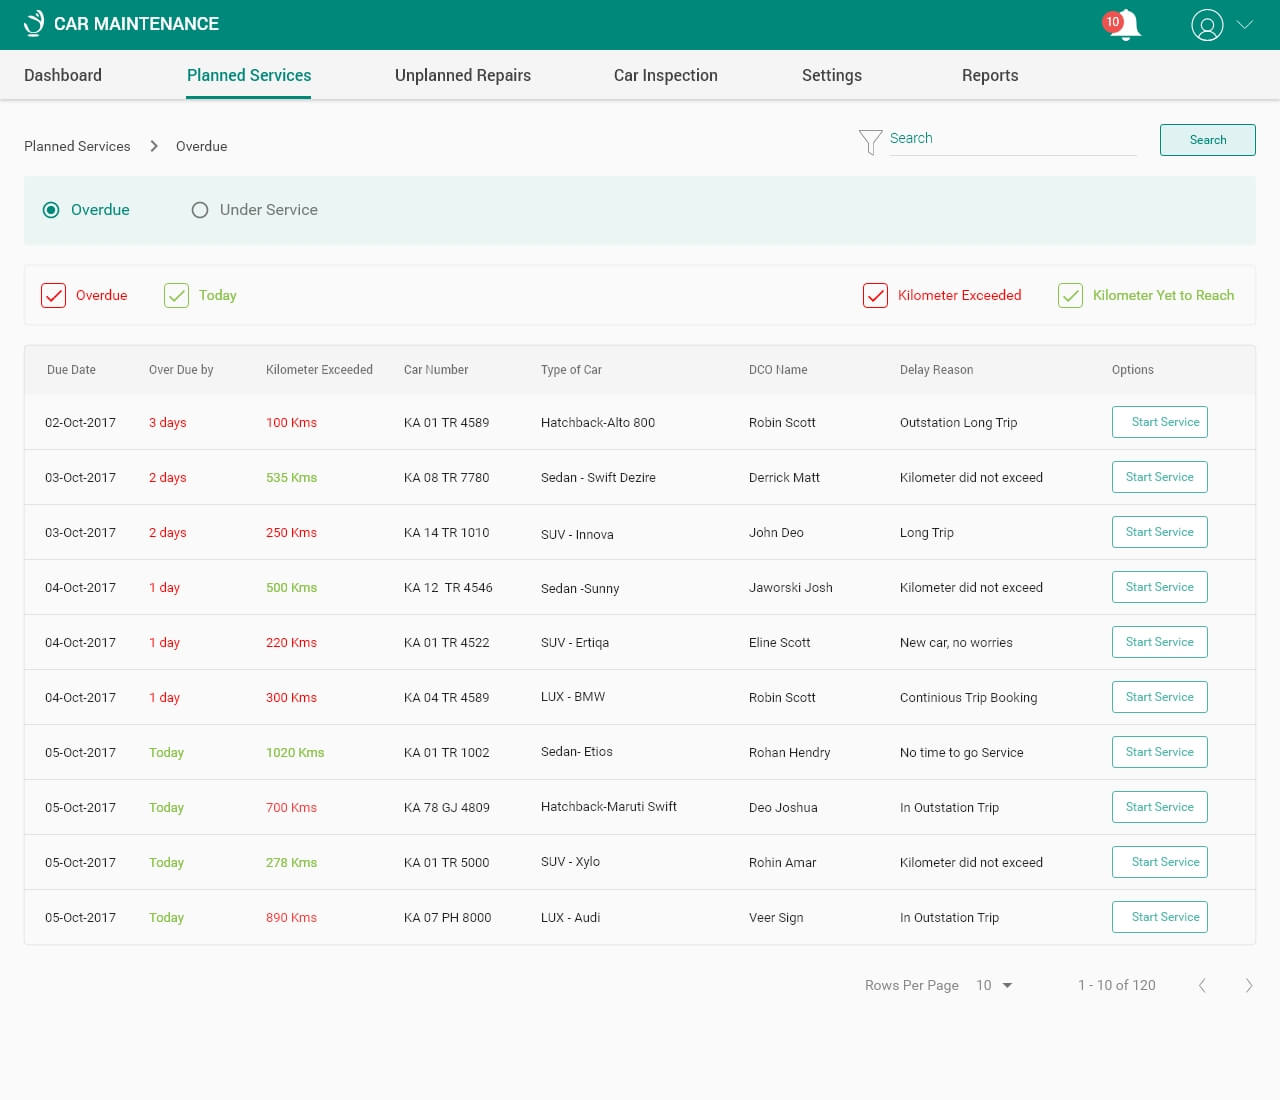 CAR MAINTENANCE 10
Dashboard Planned Services Unplanned Repairs Car Inspection Settings Reports
Planned Services Overdue Search Search
Overdue Under Service
Overdue Today Kilometer Exceeded Kilometer Yet to Reach
Due Date Over Due by Kilometer Exceeded Car Number Type of Car DCO Name Delay Reason Options
02-Oct-2017 3 days 100 Kms KA 01 TR 4589 Hatchback-Alto 800 Robin Scott Outstation Long Trip Start Service
03-Oct-2017 2 days 535 Kms KA 08 TR 7780 Sedan - Swift Dezire Derrick Matt Kilometer did not exceed Start Service
03-Oct-2017 2 days 250 Kms KA 14 TR 1010 SUV - Innova John Deo Long Trip Start Service
04-Oct-2017 1 day 500 Kms KA 12 TR 4546 Sedan -Sunny Jaworski Josh Kilometer did not exceed Start Service
04-Oct-2017 1 day 220 Kms KA 01 TR 4522 SUV - Ertiqa Eline Scott New car, no worries Start Service
04-Oct-2017 1 day 300 Kms KA 04 TR 4589 LUX - BMW Robin Scott Continious Trip Booking Start Service
05-Oct-2017 Today 1020 Kms KA 01 TR 1002 Sedan- Etios Rohan Hendry No time to go Service Start Service
05-Oct-2017 Today 700 Kms KA 78 GJ 4809 Hatchback-Maruti Swift Deo Joshua In Outstation Trip Start Service
05-Oct-2017 Today 278 Kms KA 01 TR 5000 SUV - Xylo Rohin Amar Kilometer did not exceed Start Service
05-Oct-2017 Today 890 Kms KA 07 PH 8000 LUX - Audi Veer Sign In Outstation Trip Start Service
Rows Per Page 10 1 - 10 of 120